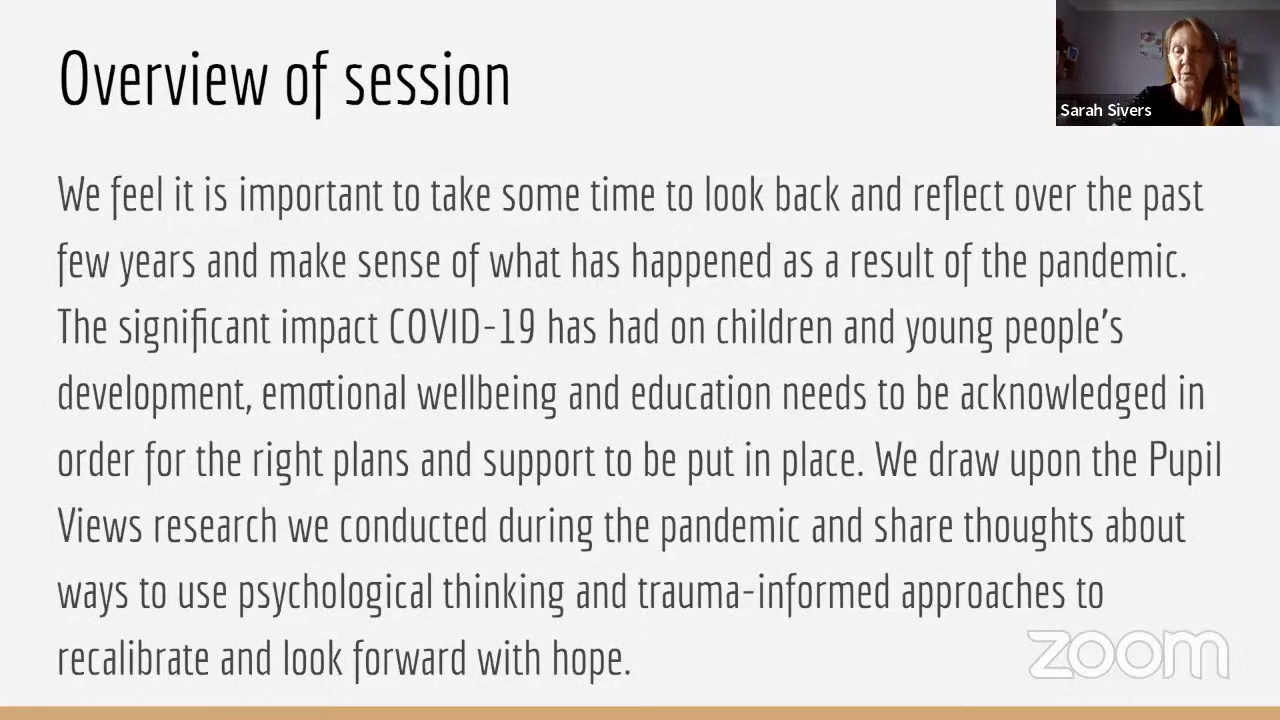 Overview of session
Sarah Sivers
We feel it is important to take some time to look back and reflect over the past
few years and make sense of what has happened as a result of the pandemic.
The significant impact COVID-19 has had on children and young people's
development, emotional wellbeing and education needs to be acknowledged in
order for the right plans and support to be put in place. We draw upon the Pupil
Views research we conducted during the pandemic and share thoughts about
ways to use psychological thinking and trauma-informed approaches to
recalibrate and look forward with hope.
zoom